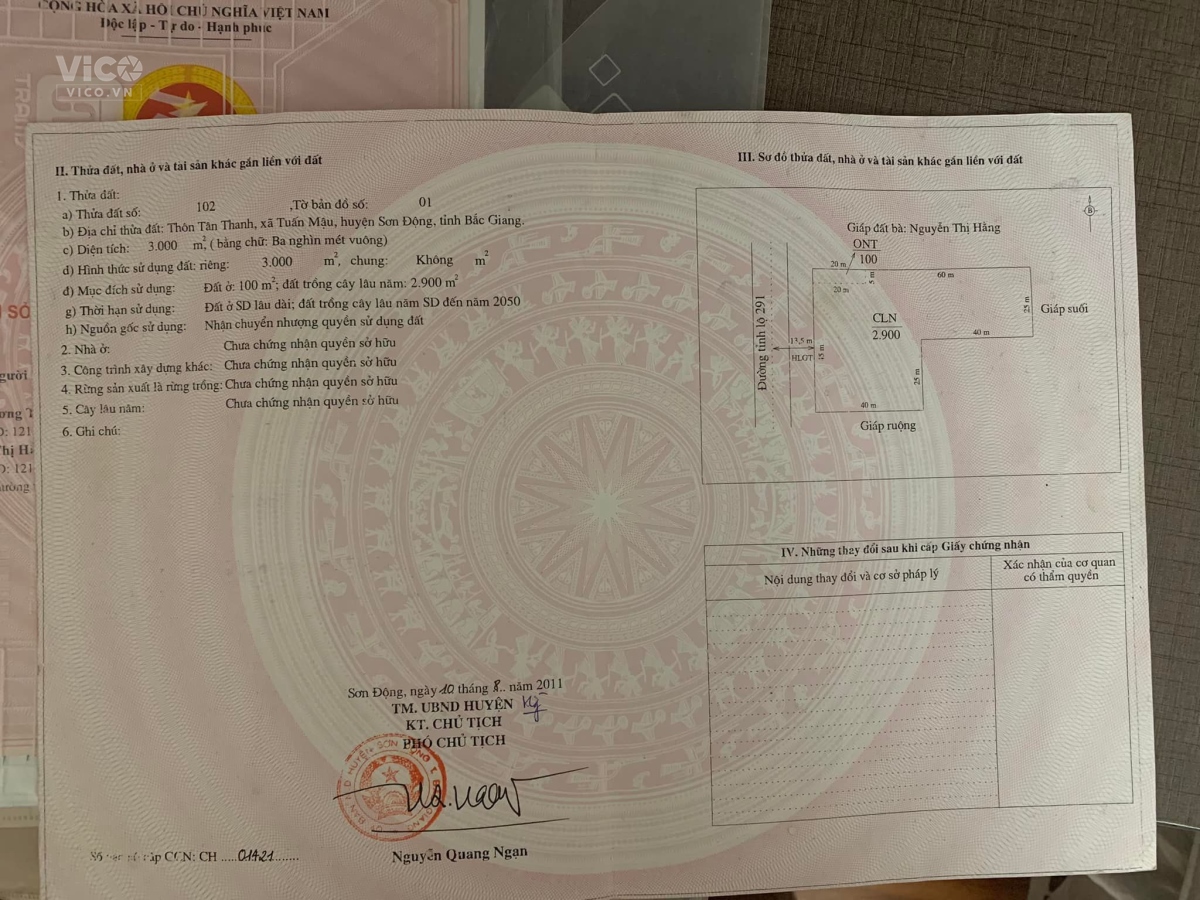 CỘNG HÒA XÃ HỘI CHỦ NGHĨA VIỆT NAM
Độc lập - Tự do - Hạnh phúc
VICO
VICO.VN
II. Thửa đất, nhà ở và tài sản khác gắn liền với đất
1. Thửa đất:
a) Thửa đất số: 102 ,Tờ bản đồ số: 01
b) Địa chỉ thửa đất: Thôn Tân Thanh, xã Tuấn Mậu, huyện Sơn Động, tỉnh Bắc Giang.
c) Diện tích: 3.000 m², ( bằng chữ: Ba nghìn mét vuông)
d) Hình thức sử dụng đất: riêng: 3.000 m², chung: Không m²
đ) Mục đích sử dụng: Đất ở: 100 m²; đất trồng cây lâu năm: 2.900 m²
g) Thời hạn sử dụng: Đất ở SD lâu dài; đất trồng cây lâu năm SD đến năm 2050
h) Nguồn gốc sử dụng: Nhận chuyển nhượng quyền sử dụng đất
2. Nhà ở: Chưa chứng nhận quyền sở hữu
3. Công trình xây dựng khác: Chưa chứng nhận quyền sở hữu
4. Rừng sản xuất là rừng trồng: Chưa chứng nhận quyền sở hữu
5. Cây lâu năm: Chưa chứng nhận quyền sở hữu
6. Ghi chú:
Sơn Động, ngày 10 tháng 8.. năm 2011
TM. UBND HUYỆN
KT. CHỦ TỊCH
PHÓ CHỦ TỊCH
Nguyễn Quang Ngạn
cấp GCN: CH .....01421.......
III. Sơ đồ thửa đất, nhà ở và tài sản khác gắn liền với đất
B
Giáp đất bà: Nguyễn Thị Hằng
ONT
100
20 m
5 m
60 m
20 m
25 m
Giáp suối
CLN
2.900
Đường tỉnh lộ 291
13,5 m
HLGT
15 m
40 m
25 m
40 m
Giáp ruộng
IV. Những thay đổi sau khi cấp Giấy chứng nhận
Nội dung thay đổi và cơ sở pháp lý
Xác nhận của cơ quan
có thẩm quyền